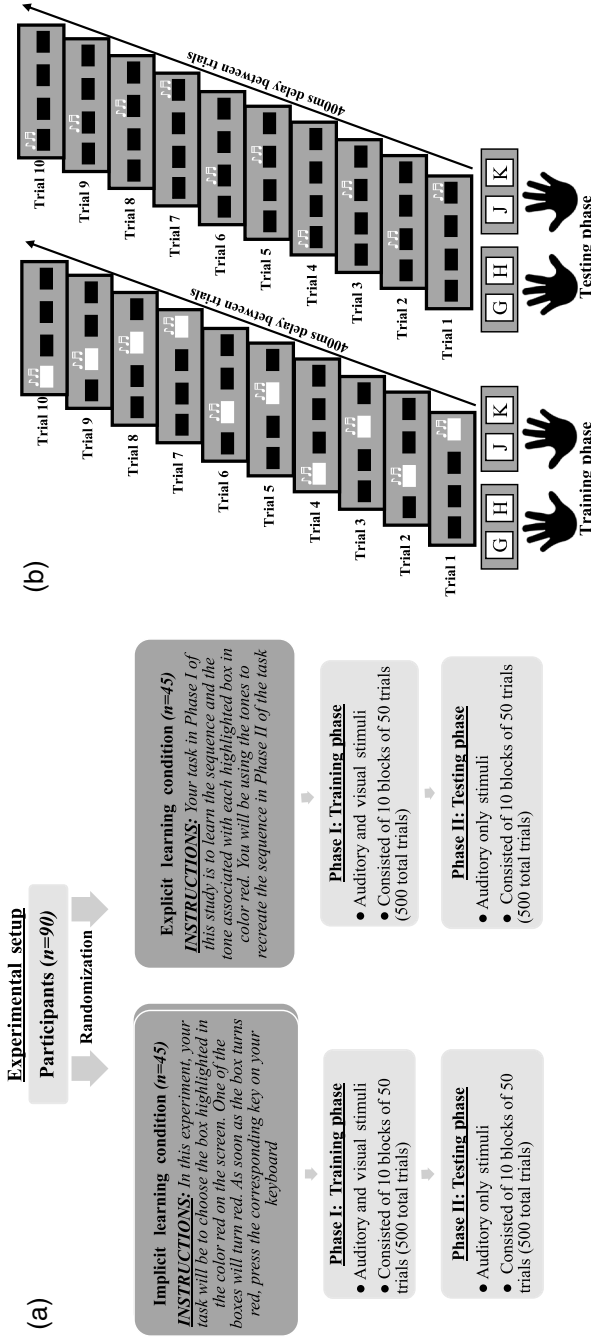 (a)
Experimental setup
Participants (n=90)
Randomization
Implicit learning condition (n=45)
INSTRUCTIONS: In this experiment, your
task will be to choose the box highlighted in
the color red on the screen. One of the
boxes will turn red. As soon as the box turns
red, press the corresponding key on your
keyboard
Phase I: Training phase
● Auditory and visual stimuli
● Consisted of 10 blocks of 50
trials (500 total trials)
Phase II: Testing phase
● Auditory only stimuli
● Consisted of 10 blocks of 50
trials (500 total trials)
Explicit learning condition (n=45)
INSTRUCTIONS: Your task in Phase I of
this study is to learn the sequence and the
tone associated with each highlighted box in
color red. You will be using the tones to
recreate the sequence in Phase II of the task
Phase I: Training phase
● Auditory and visual stimuli
● Consisted of 10 blocks of 50 trials
(500 total trials)
Phase II: Testing phase
● Auditory only stimuli
● Consisted of 10 blocks of 50 trials
(500 total trials)
(b)
Trial 10
Trial 9
Trial 8
Trial 7
Trial 6
Trial 5
Trial 4
Trial 3
Trial 2
Trial 1
400ms delay between trials
G H J K
Training phase
Trial 10
Trial 9
Trial 8
Trial 7
Trial 6
Trial 5
Trial 4
Trial 3
Trial 2
Trial 1
400ms delay between trials
G H J K
Testing phase